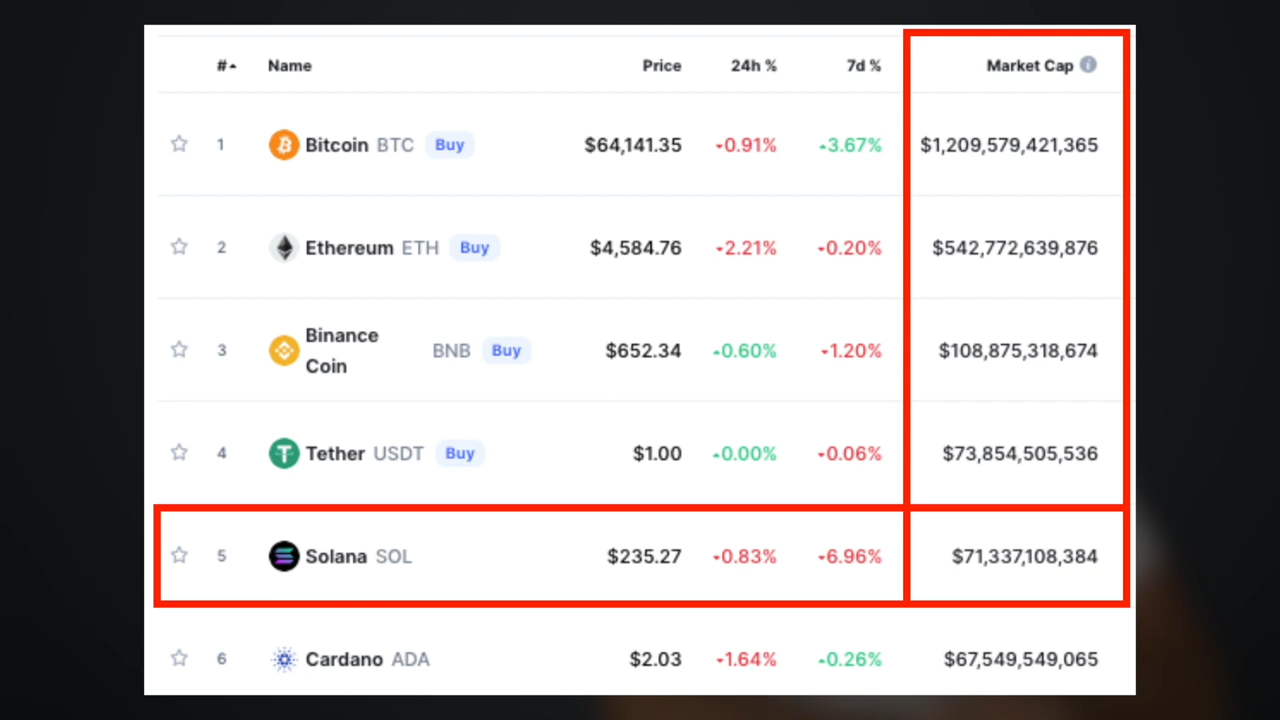 # Name Price 24h % 7d % Market Cap
1 Bitcoin BTC Buy $64,141.35 0.91% 3.67% $1,209,579,421,365
2 Ethereum ETH Buy $4,584.76 2.21% 0.20% $542,772,639,876
3 Binance Coin BNB Buy $652.34 0.60% 1.20% $108,875,318,674
4 Tether USDT Buy $1.00 0.00% 0.06% $73,854,505,536
5 Solana SOL $235.27 0.83% 6.96% $71,337,108,384
6 Cardano ADA $2.03 1.64% 0.26% $67,549,549,065